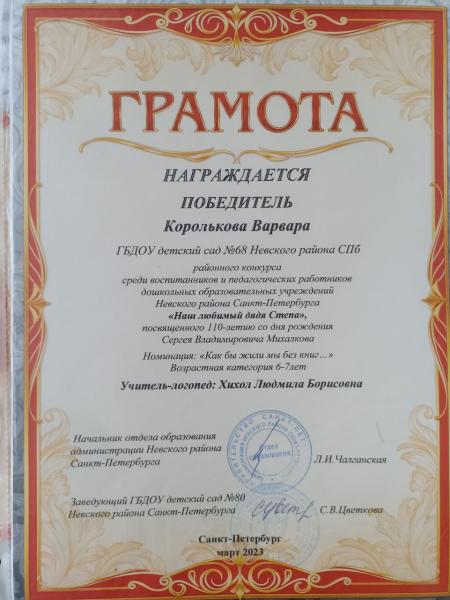 ГРАМОТА
НАГРАЖДАЕТСЯ
ПОБЕДИТЕЛЬ
Королькова Варвара
ГБДОУ детский сад №68 Невского района СПб
районного конкурса
среди воспитанников и педагогических работников
дошкольных образовательных учреждений
Невского района Санкт-Петербурга
«Наш любимый дядя Степа»,
посвященного 110-летию со дня рождения
Сергея Владимировича Михалкова
Номинация: «Как бы жили мы без книг…»
Возрастная категория 6-7лет
Учитель-логопед: Хихол Людмила Борисовна
Начальник отдела образования
администрации Невского района
Санкт-Петербурга
Л.И.Чалганская
Отдел
образования
Заведующий ГБДОУ детский сад №80
Невского района Санкт-Петербурга
С.В.Цветкова
Санкт-Петербург
март 2023